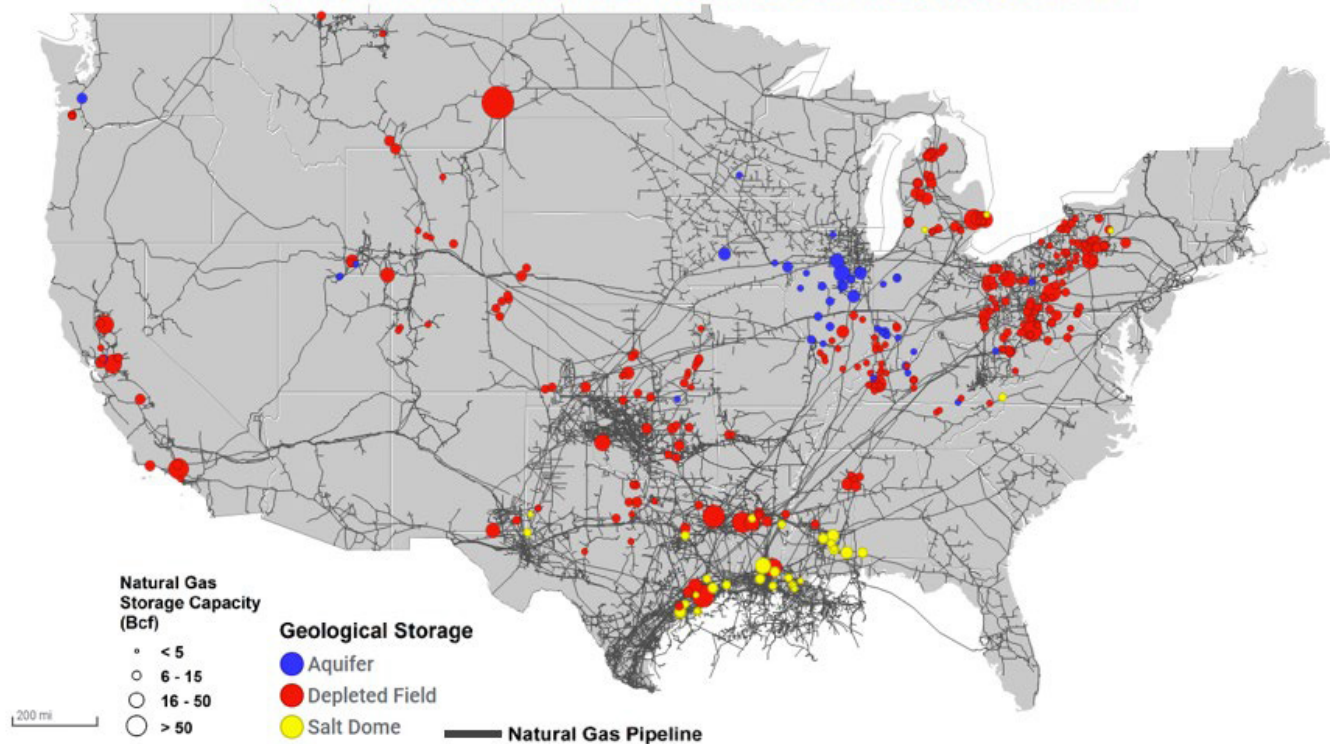 Natural Gas
Storage Capacity
(Bcf)
< 5
6 - 15
16 - 50
> 50
200 mi
Geological Storage
Aquifer
Depleted Field
Salt Dome
Natural Gas Pipeline